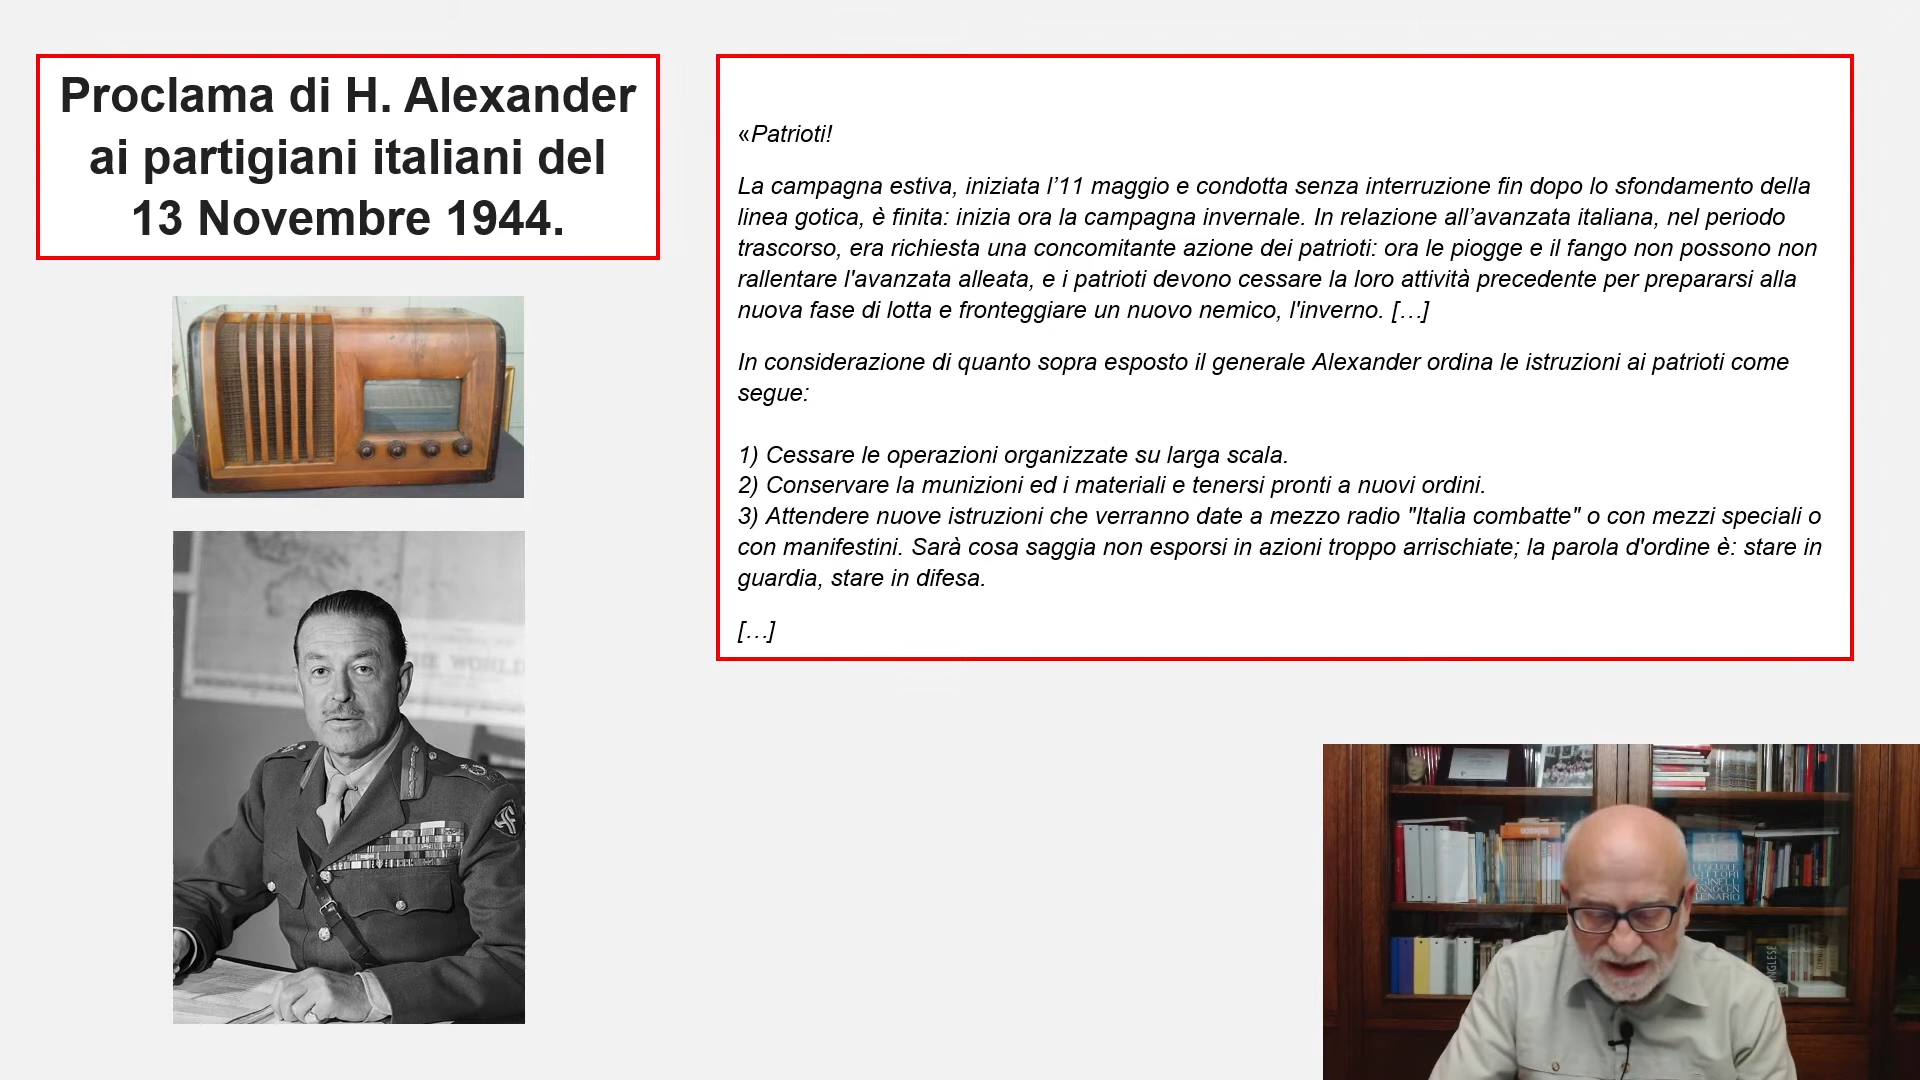 Proclama di H. Alexander
ai partigiani italiani del
13 Novembre 1944.
«Patrioti!
La campagna estiva, iniziata l’11 maggio e condotta senza interruzione fin dopo lo sfondamento della
linea gotica, è finita: inizia ora la campagna invernale. In relazione all’avanzata italiana, nel periodo
trascorso, era richiesta una concomitante azione dei patrioti: ora le piogge e il fango non possono non
rallentare l'avanzata alleata, e i patrioti devono cessare la loro attività precedente per prepararsi alla
nuova fase di lotta e fronteggiare un nuovo nemico, l'inverno. […]
In considerazione di quanto sopra esposto il generale Alexander ordina le istruzioni ai patrioti come
segue:
1) Cessare le operazioni organizzate su larga scala.
2) Conservare la munizioni ed i materiali e tenersi pronti a nuovi ordini.
3) Attendere nuove istruzioni che verranno date a mezzo radio "Italia combatte" o con mezzi speciali o
con manifestini. Sarà cosa saggia non esporsi in azioni troppo arrischiate; la parola d'ordine è: stare in
guardia, stare in difesa.
[…]
WORLD
LE SCUOLE
TENARIO